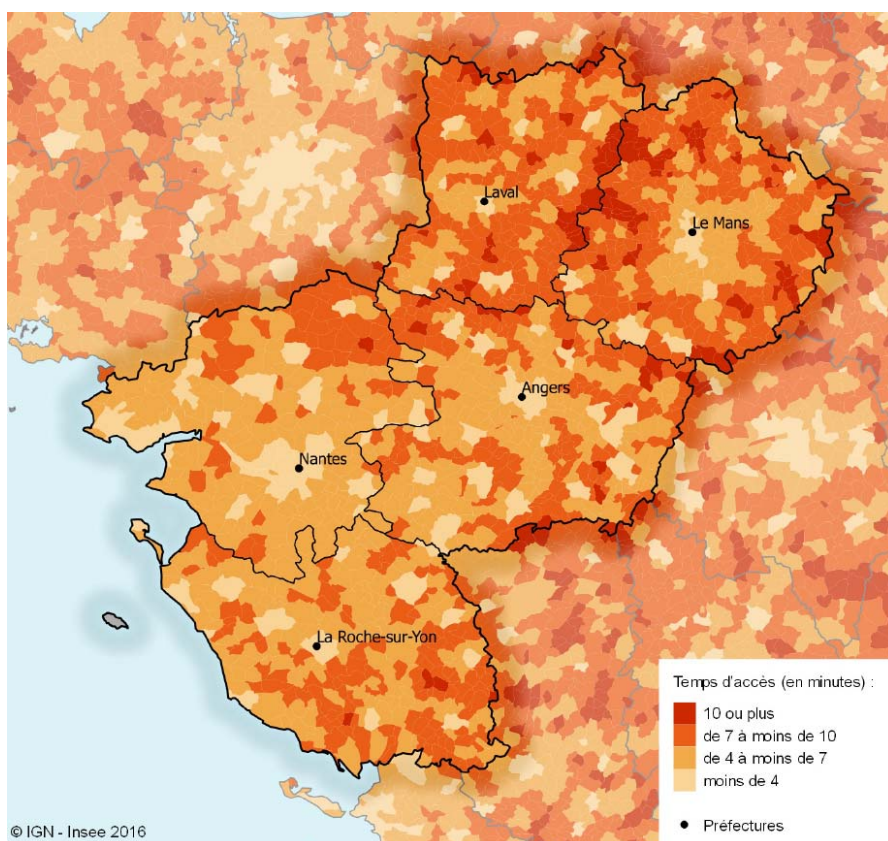 Laval
Le Mans
Angers
Nantes
La Roche-sur-Yon
Temps d'accès (en minutes) :
10 ou plus
de 7 à moins de 10
de 4 à moins de 7
moins de 4
Préfectures
© IGN - Insee 2016